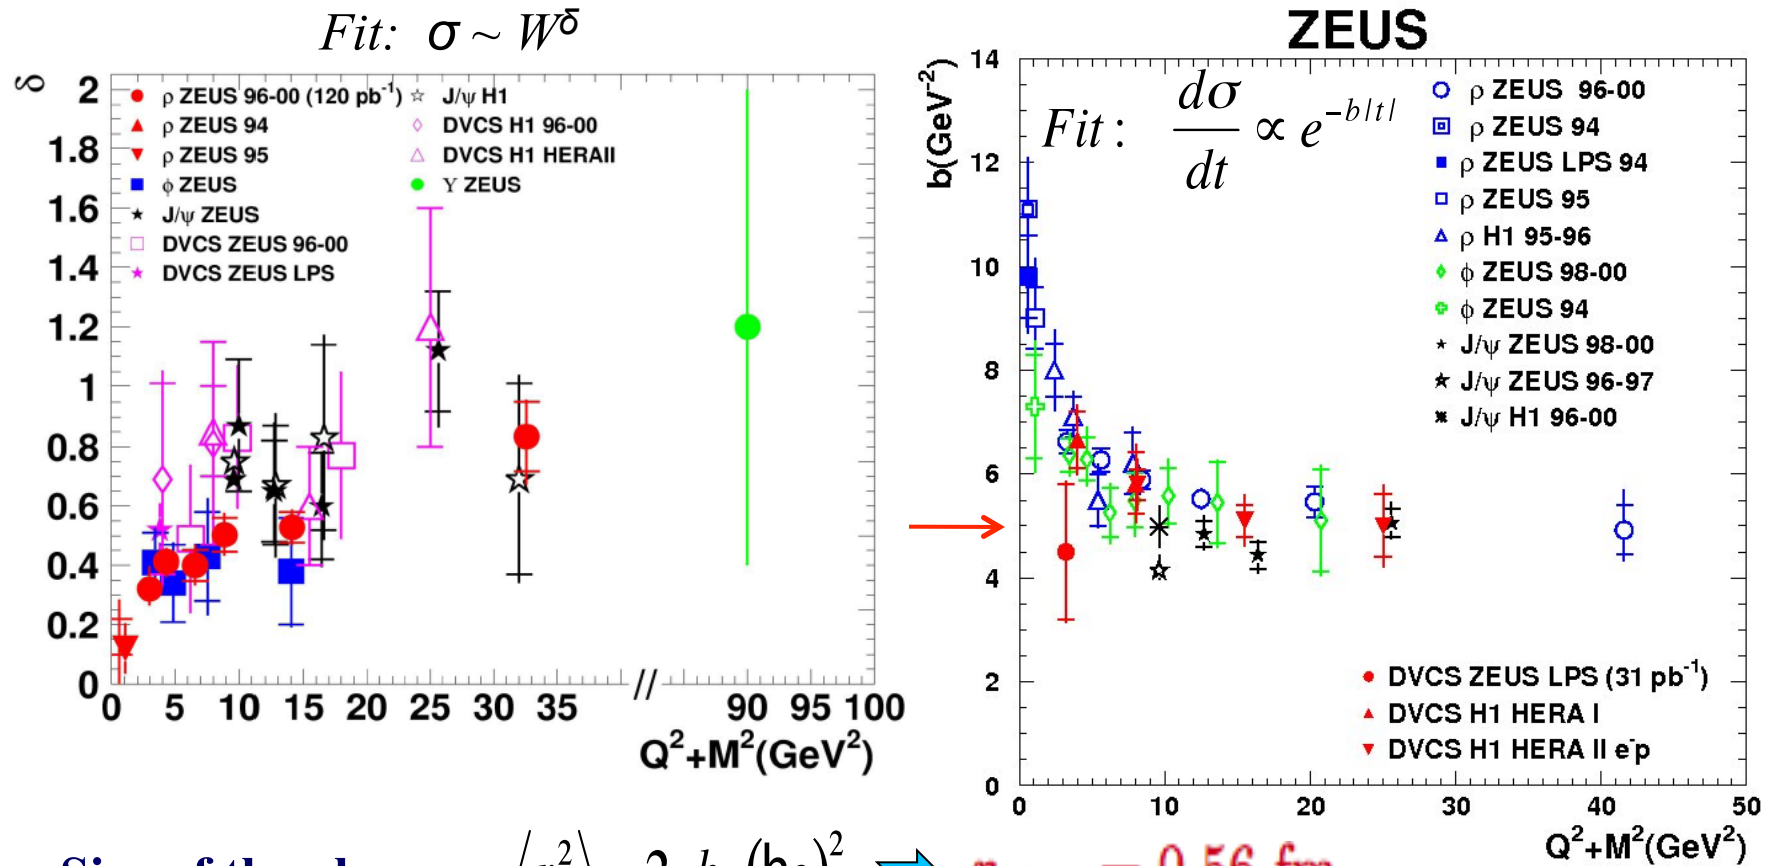 Fit: σ ~ W^δ
δ
2
1.8
1.6
1.4
1.2
1
0.8
0.6
0.4
0.2
0
ρ ZEUS 96-00 (120 pb⁻¹)
ρ ZEUS 94
ρ ZEUS 95
ϕ ZEUS
J/ψ ZEUS
DVCS ZEUS 96-00
DVCS ZEUS LPS
J/ψ H1
DVCS H1 96-00
DVCS H1 HERAII
Υ ZEUS
0 5 10 15 20 25 30 35 // 90 95 100
Q²+M²(GeV²)
ZEUS
b(GeV⁻²)
14
12
10
8
6
4
2
0
Fit: dσ/dt ∝ e^{-b|t|}
ρ ZEUS 96-00
ρ ZEUS 94
ρ ZEUS LPS 94
ρ ZEUS 95
ρ H1 95-96
ϕ ZEUS 98-00
ϕ ZEUS 94
J/ψ ZEUS 98-00
J/ψ ZEUS 96-97
J/ψ H1 96-00
DVCS ZEUS LPS (31 pb⁻¹)
DVCS H1 HERA I
DVCS H1 HERA II e⁻p
0 10 20 30 40 50
Q²+M²(GeV²)
= 0.56 fm